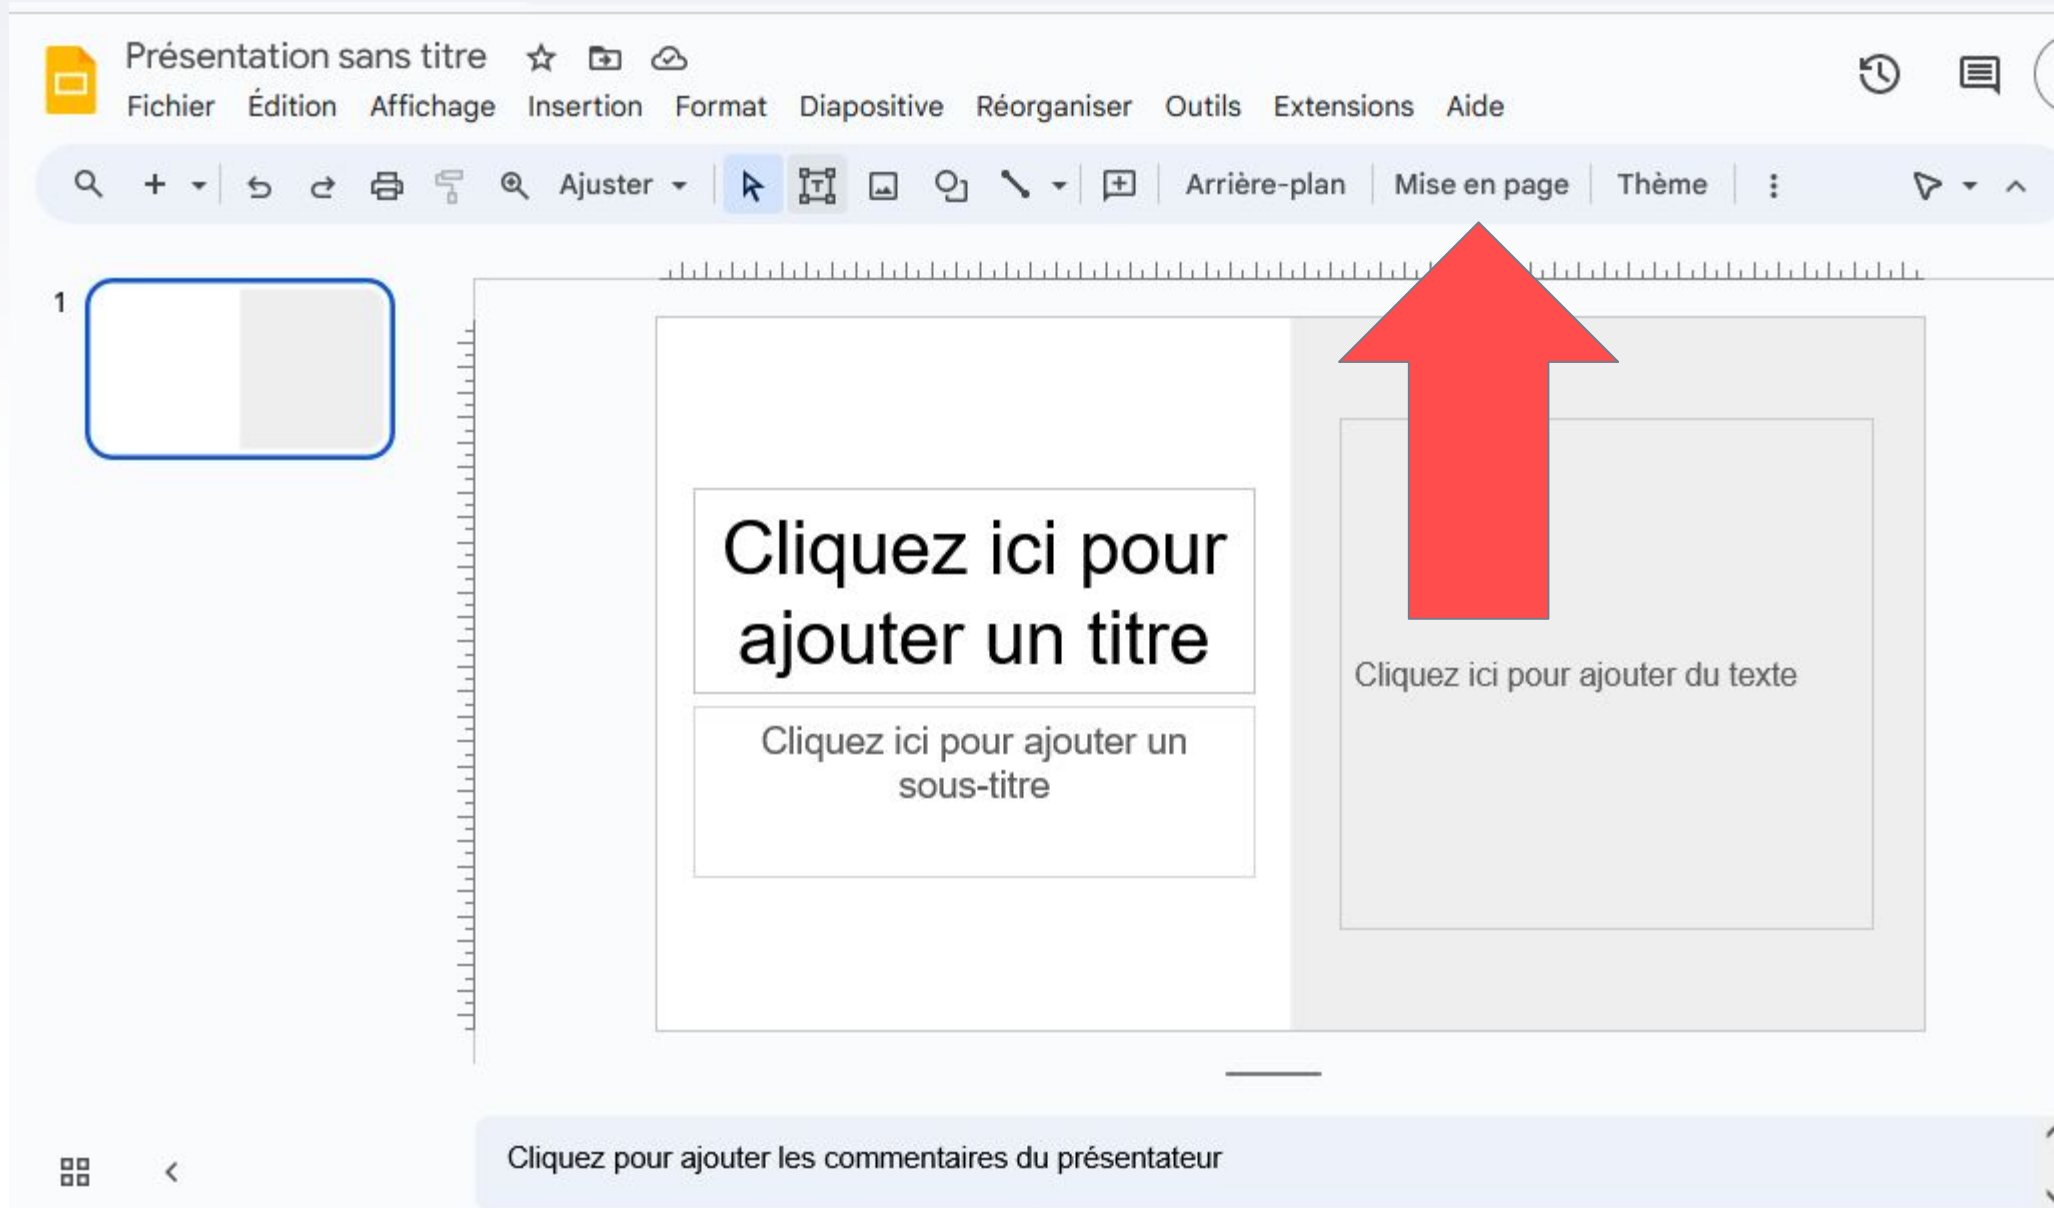 Présentation sans titre
Fichier Édition Affichage Insertion Format Diapositive Réorganiser Outils Extensions Aide
Ajuster Arrière-plan Mise en page Thème
1
Cliquez ici pour
ajouter un titre
Cliquez ici pour ajouter du texte
Cliquez ici pour ajouter un
sous-titre
Cliquez pour ajouter les commentaires du présentateur